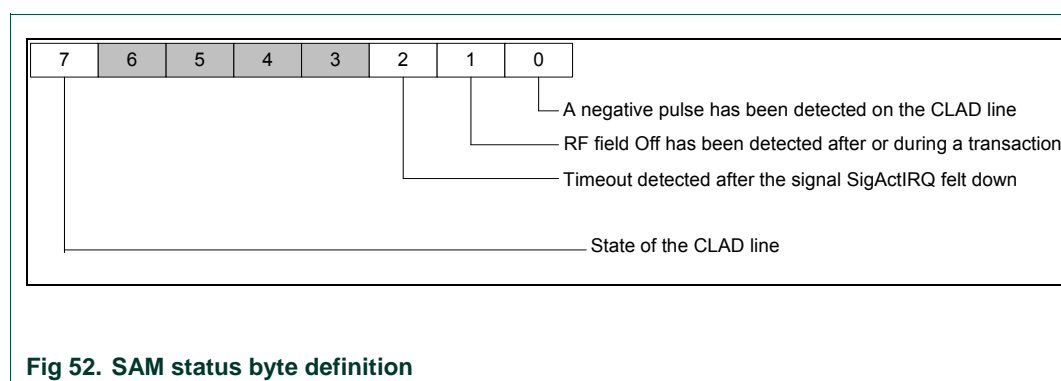 7 6 5 4 3 2 1 0
A negative pulse has been detected on the CLAD line
RF field Off has been detected after or during a transaction
Timeout detected after the signal SigActIRQ felt down
State of the CLAD line
Fig 52. SAM status byte definition